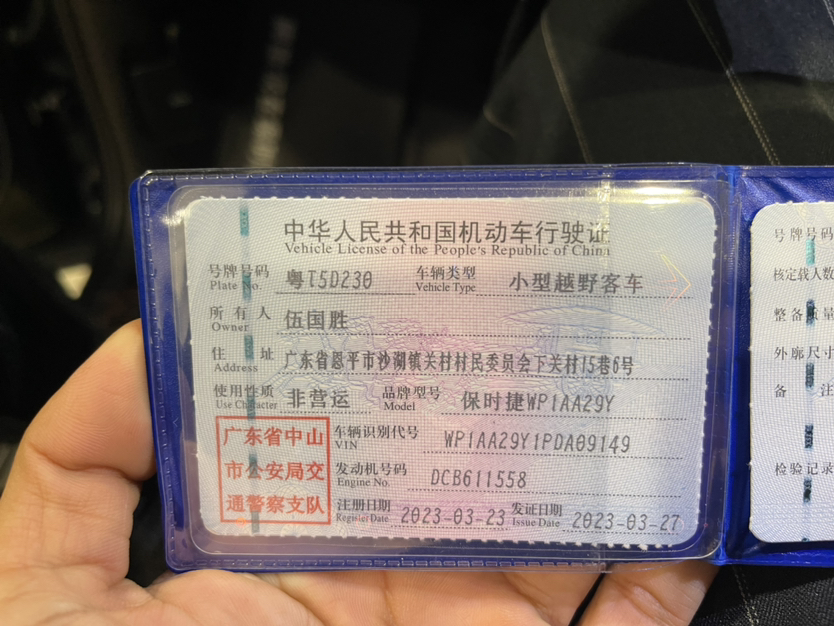 中华人民共和国机动车行驶证
Vehicle License of the People's Republic of China
号牌号码 粤T5D230 车辆类型 小型越野客车
Plate No. Vehicle Type
所有人 伍国胜
Owner
住址 广东省恩平市沙湖镇关村村民委员会下关村15巷6号
Address
使用性质 非营运 品牌型号 保时捷WP1AA29Y
Use Character Model
广东省中山
市公安局交
通警察支队
车辆识别代号 WP1AA29Y1PDA09149
VIN
发动机号码 DCB611558
Engine No.
注册日期 2023-03-23 发证日期 2023-03-27
Register Date Issue Date
号牌号码
核定载人数
整备质量
外廓尺寸
备注
检验记录